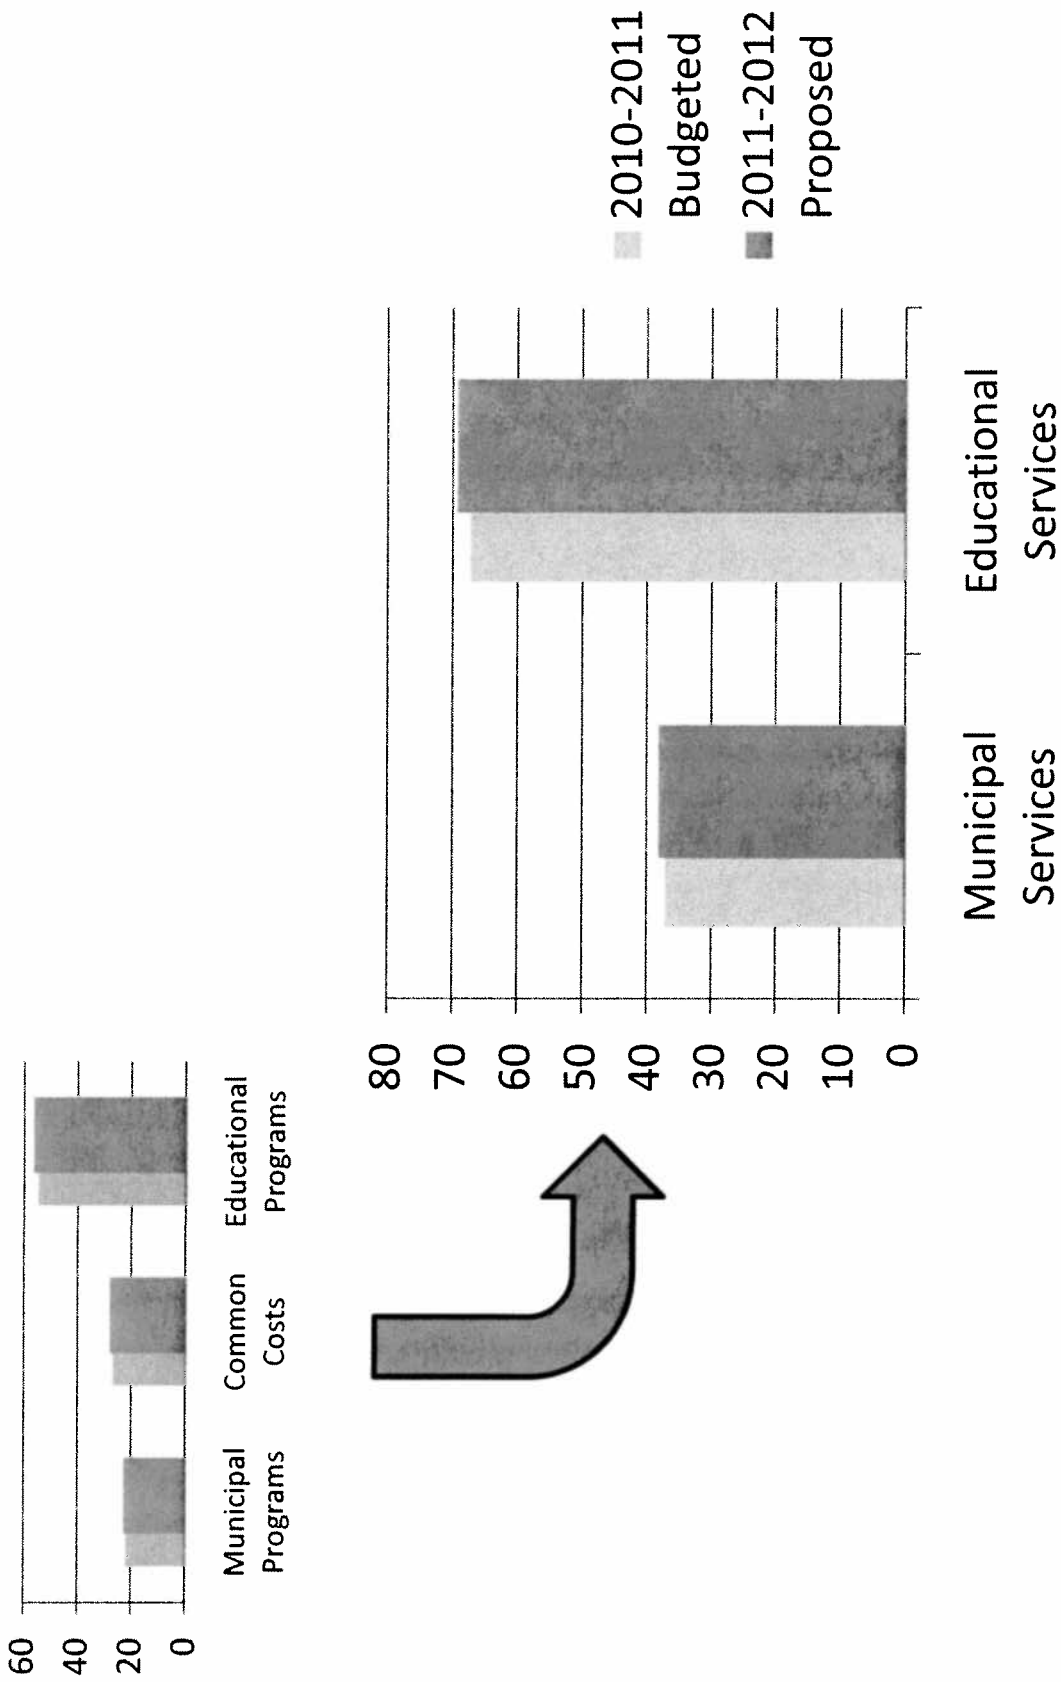 60
40
20
0
Municipal
Programs
Common
Costs
Educational
Programs
80
70
60
50
40
30
20
10
0
Municipal
Services
Educational
Services
2010-2011
Budgeted
2011-2012
Proposed